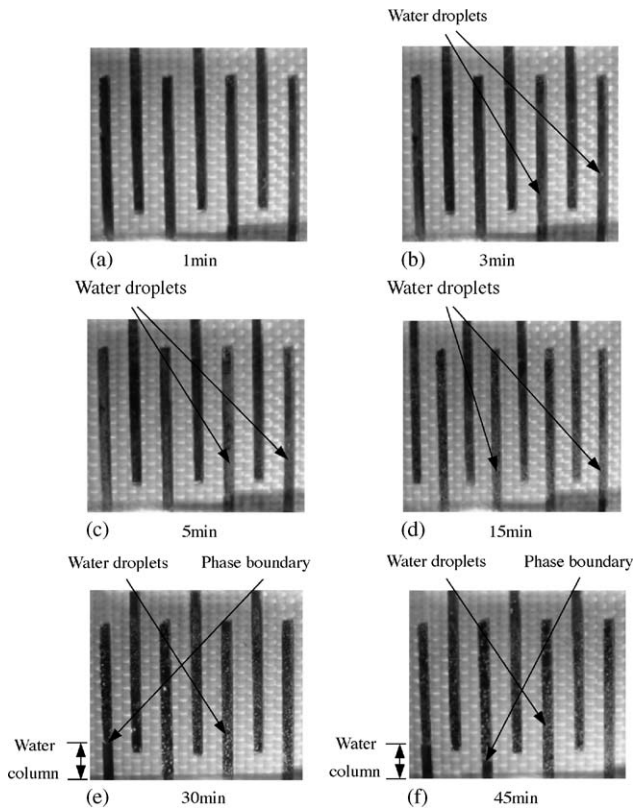 Water droplets
(a) 1min
(b) 3min
Water droplets
Water droplets
(c) 5min
(d) 15min
Water droplets
Phase boundary
Water droplets
Phase boundary
Water
column
Water
column
(e) 30min
(f) 45min